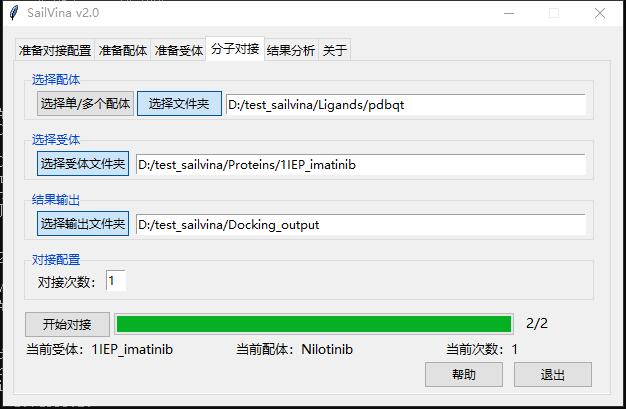 SailVina v2.0
准备对接配置 准备配体 准备受体 分子对接 结果分析 关于
选择配体
选择单/多个配体 选择文件夹 D:/test_sailvina/Ligands/pdbqt
选择受体
选择受体文件夹 D:/test_sailvina/Proteins/1IEP_imatinib
结果输出
选择输出文件夹 D:/test_sailvina/Docking_output
对接配置
对接次数： 1
开始对接 2/2
当前受体：1IEP_imatinib 当前配体：Nilotinib 当前次数：1
帮助 退出